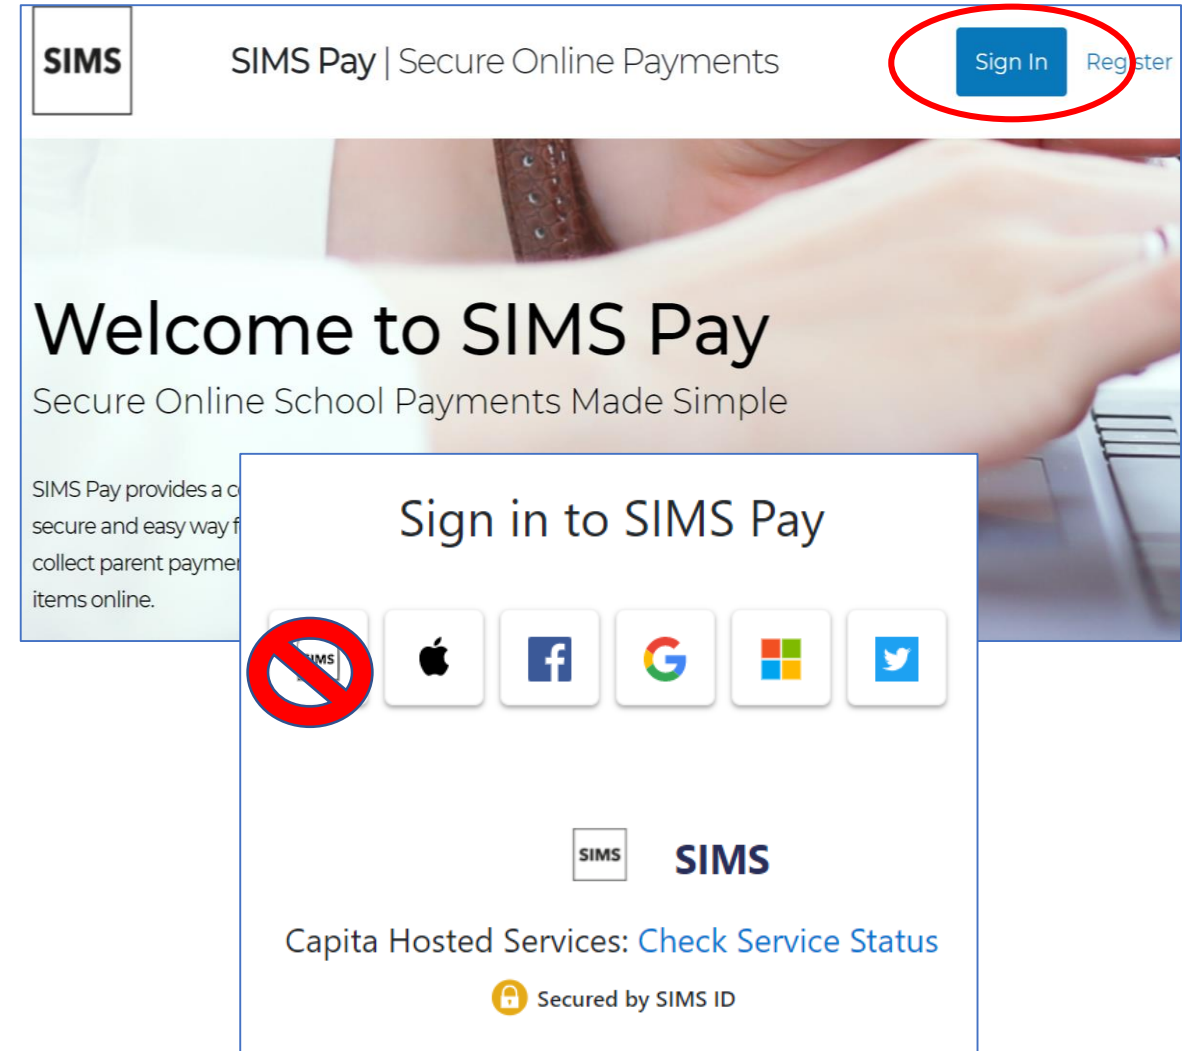 SIMS
SIMS Pay | Secure Online Payments
Sign In
Register
Welcome to SIMS Pay
Secure Online School Payments Made Simple
SIMS Pay provides a
secure and easy way
collect parent
items online.
Sign in to SIMS Pay
SIMS
SIMS
Capita Hosted Services: Check Service Status
Secured by SIMS ID